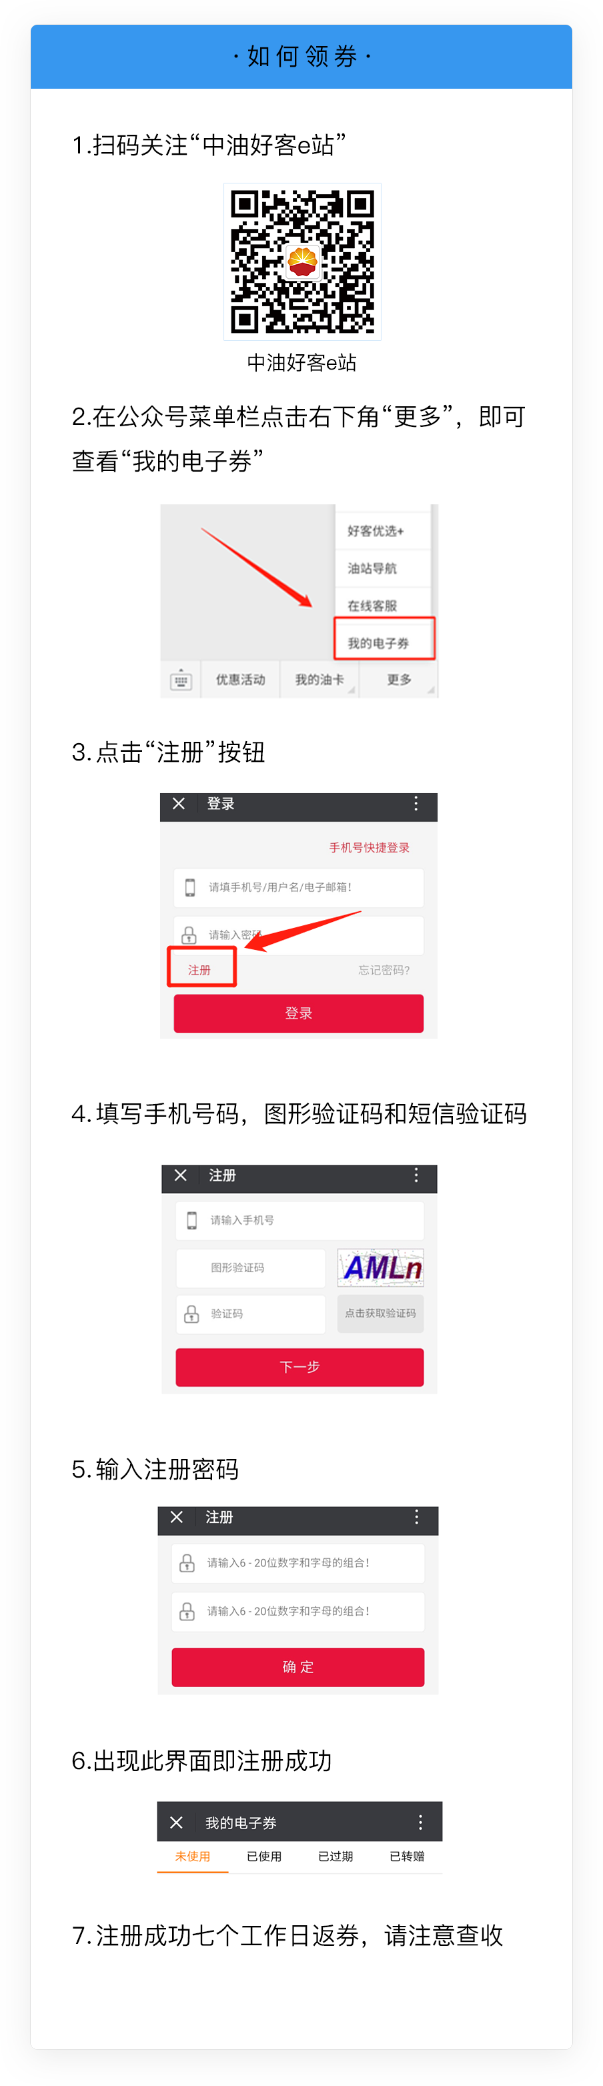 ·如何领券·
1.扫码关注“中油好客e站”
中油好客e站
2.在公众号菜单栏点击右下角“更多”，即可
查看“我的电子券”
好客优选+
油站导航
在线客服
我的电子券
优惠活动 我的油卡 更多
3.点击“注册”按钮
登录
手机号快捷登录
请填手机号/用户名/电子邮箱!
请输入密码
注册 忘记密码?
登录
4.填写手机号码，图形验证码和短信验证码
注册
请输入手机号
图形验证码 AMLn
验证码 点击获取验证码
下一步
5.输入注册密码
注册
请输入6 - 20位数字和字母的组合!
请输入6 - 20位数字和字母的组合!
确 定
6.出现此界面即注册成功
我的电子券
未使用 已使用 已过期 已转赠
7.注册成功七个工作日返券，请注意查收